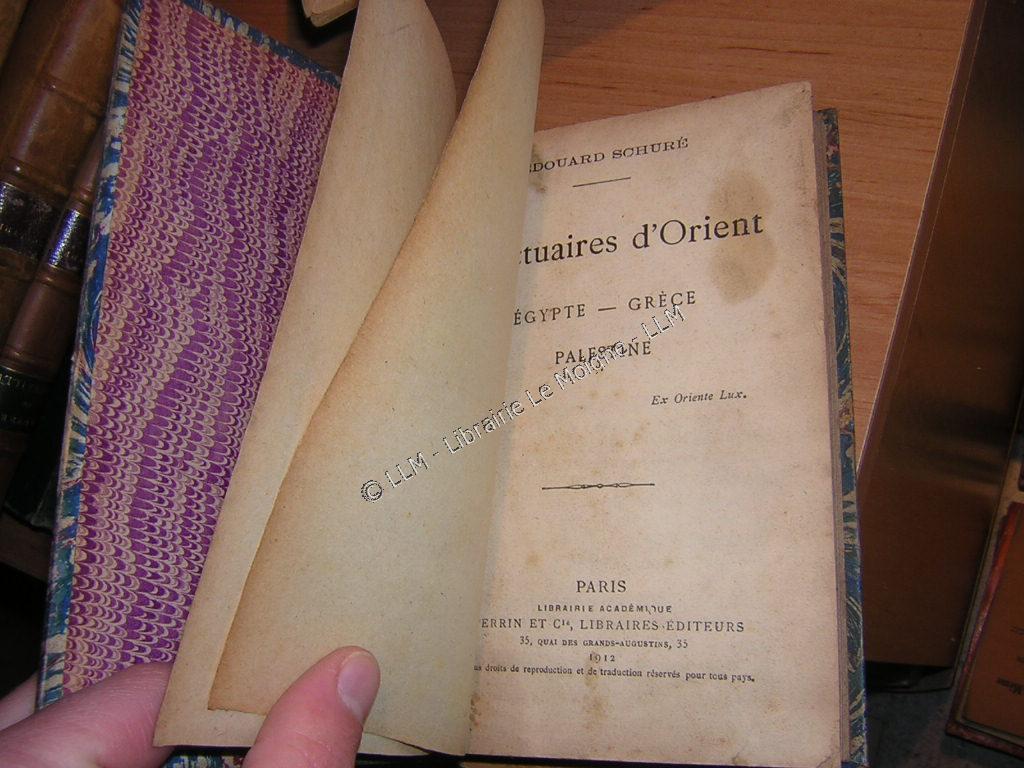 EDOUARD SCHURÉ
ctuaires d'Orient
ÉGYPTE — GRÈCE
PALESTINE
Ex Oriente Lux.
© LLM - Librairie Le Moigne - LLM
PARIS
LIBRAIRIE ACADÉMIQUE
ERRIN ET Cie, LIBRAIRES-ÉDITEURS
35, QUAI DES GRANDS-AUGUSTINS, 35
1912
us droits de reproduction et de traduction réservés pour tous pays.